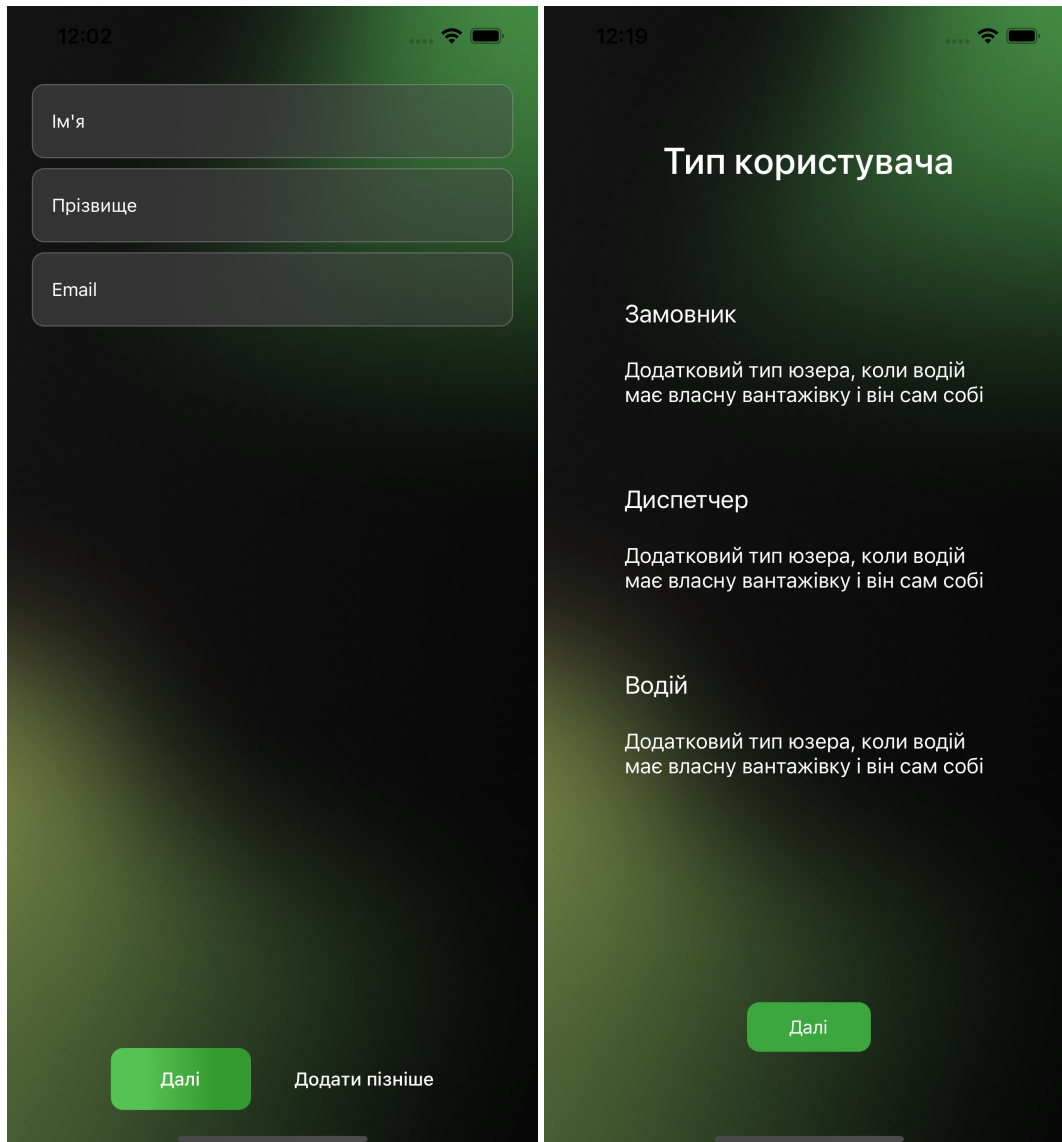 12:02
Ім'я
Прізвище
Email
Далі
Додати пізніше
12:19
Тип користувача
Замовник
Додатковий тип юзера, коли водій
має власну вантажівку і він сам собі
Диспетчер
Додатковий тип юзера, коли водій
має власну вантажівку і він сам собі
Водій
Додатковий тип юзера, коли водій
має власну вантажівку і він сам собі
Далі